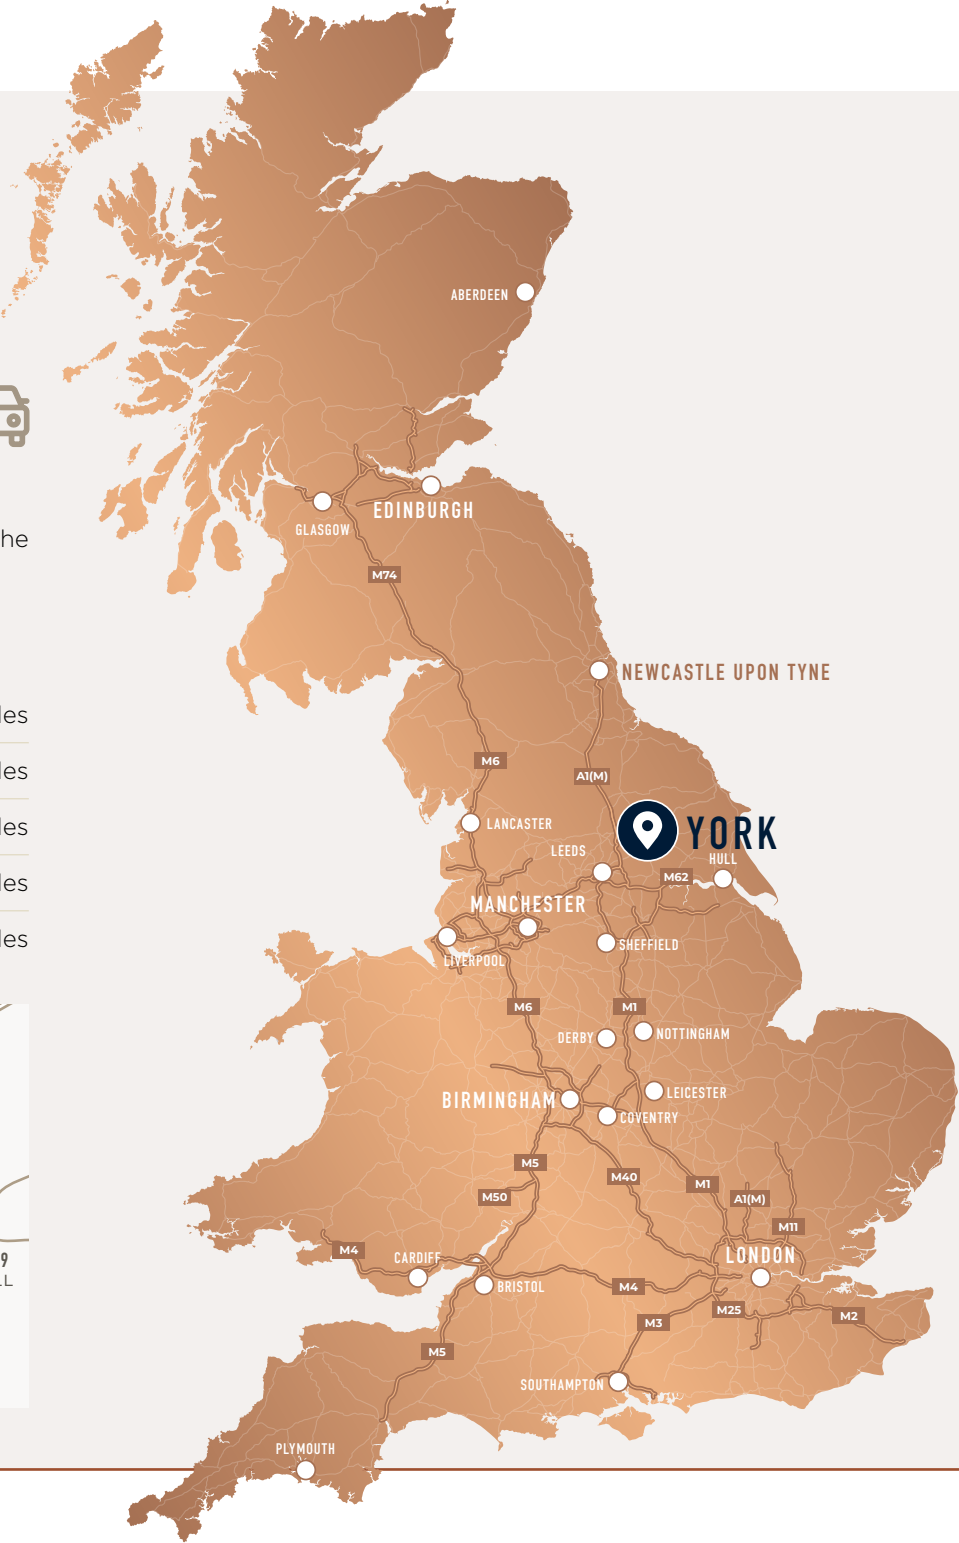 ABERDEEN
he
EDINBURGH
GLASGOW
M74
NEWCASTLE UPON TYNE
les
M6
les
A1(M)
LANCASTER
YORK
les
LEEDS
HULL
M62
les
MANCHESTER
les
SHEFFIELD
LIVERPOOL
M6
M1
NOTTINGHAM
DERBY
LEICESTER
BIRMINGHAM
COVENTRY
M5
M40
M1
M50
A1(M)
M11
M4
CARDIFF
LONDON
9
LL
BRISTOL
M4
M25
M2
M3
M5
SOUTHAMPTON
PLYMOUTH